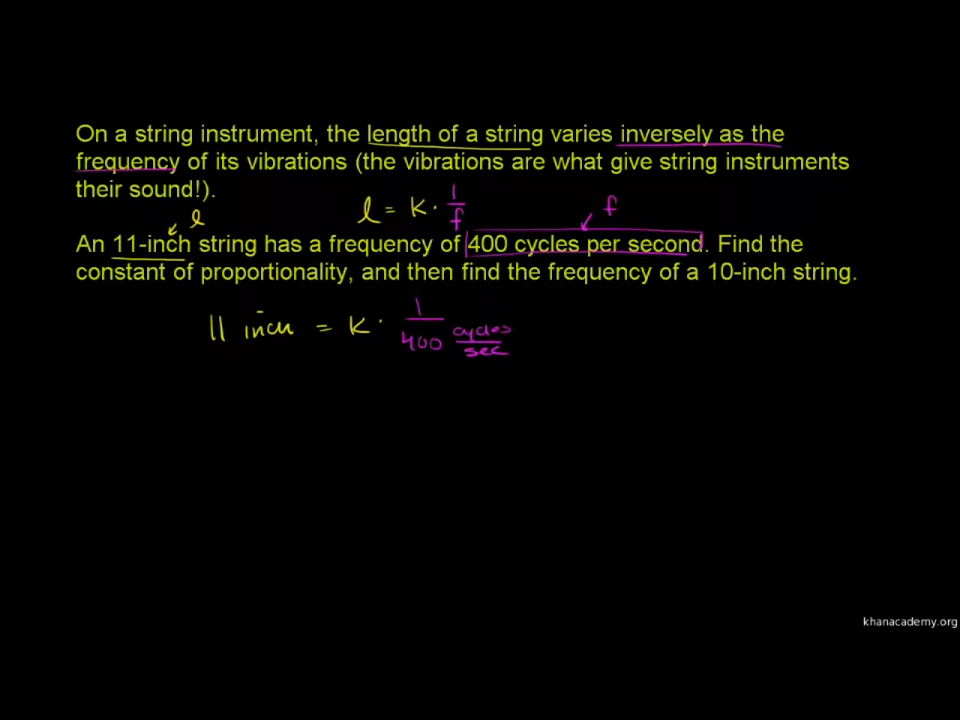 On a string instrument, the length of a string varies inversely as the
frequency of its vibrations (the vibrations are what give string instruments
their sound!).
l = k · 1/f
l
f
An 11-inch string has a frequency of 400 cycles per second. Find the
constant of proportionality, and then find the frequency of a 10-inch string.
11 inch = k · 1/400 cycles/sec
khanacademy.org